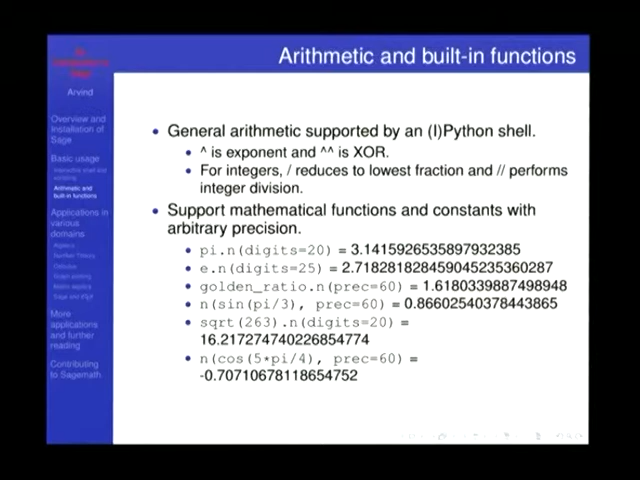 Arithmetic and built-in functions
Arvind
Overview and
Installation of
Sage
Basic usage
Arithmetic and
built-in functions
Applications in
various
domains
Algebra
Number Theory
Calculus
More
applications
and further
reading
Contributing
to Sagemath
• General arithmetic supported by an (I)Python shell.
• ^ is exponent and ^^ is XOR.
• For integers, / reduces to lowest fraction and // performs
integer division.
• Support mathematical functions and constants with
arbitrary precision.
• pi.n(digits=20) = 3.1415926535897932385
• e.n(digits=25) = 2.718281828459045235360287
• golden_ratio.n(prec=60) = 1.6180339887498948
• n(sin(pi/3), prec=60) = 0.86602540378443865
• sqrt(263).n(digits=20) =
16.217274740226854774
• n(cos(5*pi/4), prec=60) =
-0.70710678118654752